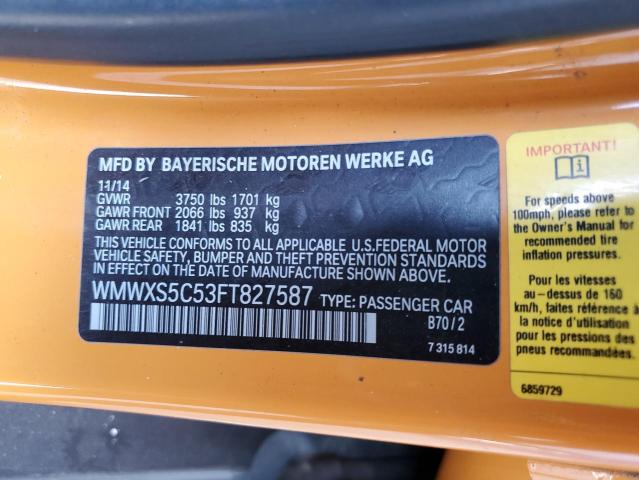 MFD BY BAYERISCHE MOTOREN WERKE AG
11/14
GVWR 3750 lbs 1701 kg
GAWR FRONT 2066 lbs 937 kg
GAWR REAR 1841 lbs 835 kg
THIS VEHICLE CONFORMS TO ALL APPLICABLE U.S.FEDERAL MOTOR
VEHICLE SAFETY, BUMPER AND THEFT PREVENTION STANDARDS
IN EFFECT ON THE DATE OF MANUFACTURE SHOWN ABOVE.
WMWXS5C53FT827587 TYPE: PASSENGER CAR
B70/2
7 315 814
IMPORTANT!
For speeds above
100mph, please refer to
the Owner's Manual for
recommended tire
inflation pressures.
Pour les vitesses
au-dessus de 160
km/h, faites référence à
la notice d'utilisation
pour les pressions des
pneu recommandées.
6859729